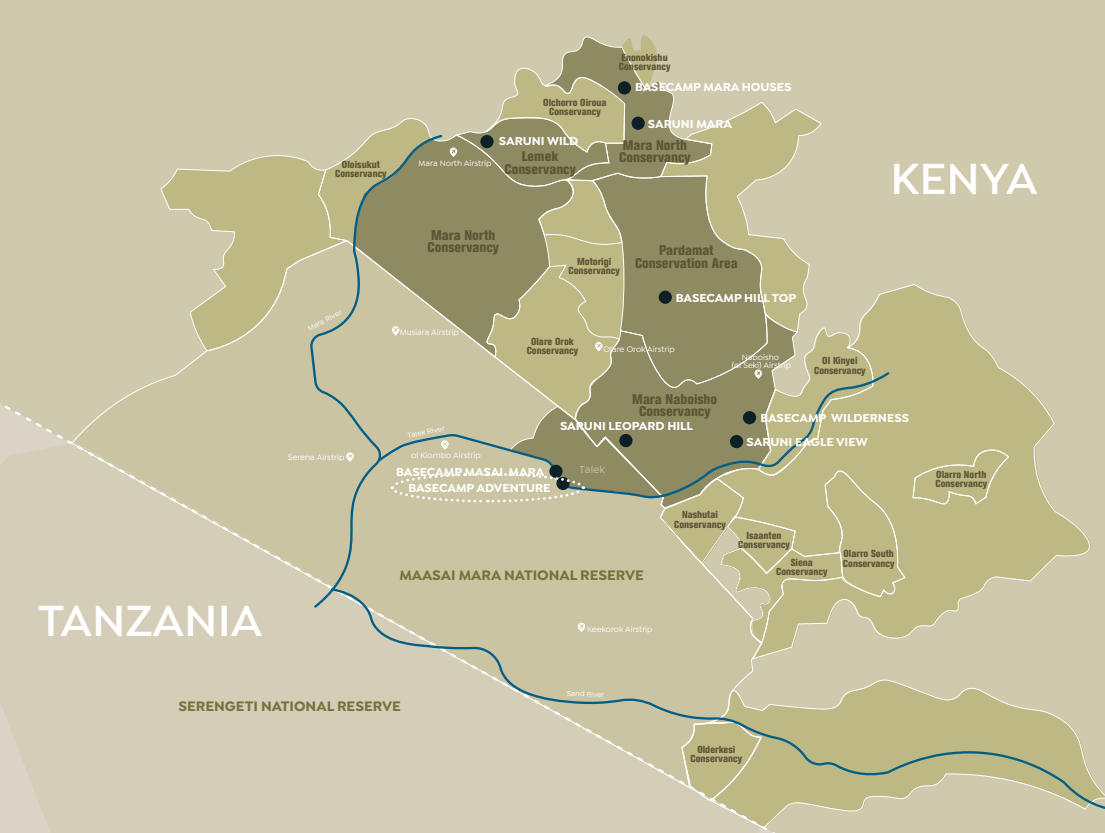 Enonokishu
Conservancy
BASECAMP MARA HOUSES
Olchorro Oiroua
Conservancy
SARUNI MARA
SARUNI WILD
Mara North
Conservancy
Lemek
Conservancy
Mara North Airstrip
Oloisukut
Conservancy
KENYA
Mara North
Conservancy
Pardamat
Conservation Area
Motorigi
Conservancy
BASECAMP HILL TOP
Mara River
Musiara Airstrip
Olare Orok
Conservancy
Olare Orok Airstrip
Naboisho
(ol Seki) Airstrip
Ol Kinyei
Conservancy
Mara Naboisho
Conservancy
BASECAMP WILDERNESS
SARUNI LEOPARD HILL
SARUNI EAGLE VIEW
Talek River
ol Kiombo Airstrip
Serena Airstrip
BASECAMP MASAI MARA
Talek
BASECAMP ADVENTURE
Olarro North
Conservancy
Nashutai
Conservancy
Isaanten
Conservancy
Olarro South
Conservancy
Siena
Conservancy
MAASAI MARA NATIONAL RESERVE
TANZANIA
Keekorok Airstrip
Sand River
SERENGETI NATIONAL RESERVE
Olderkesi
Conservancy